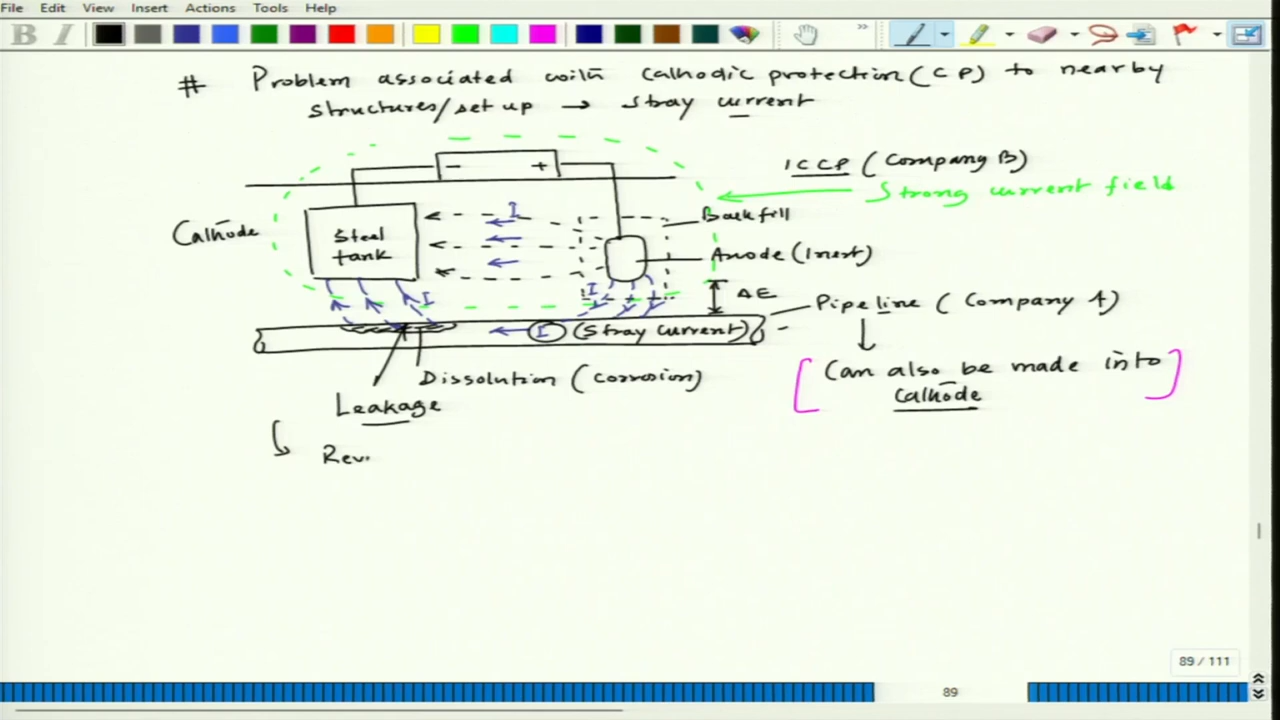 File Edit View Insert Actions Tools Help
B I
# Problem associated with Cathodic protection (CP) to nearby
structures/set up → Stray current
- +
ICCP (Company B)
Strong current field
Cathode
Steel
tank
I
Backfill
Anode (Inert)
I
I
ΔE
Pipeline (Company A)
I (Stray current)
Dissolution (corrosion)
Can also be made into
Cathode
Leakage
Rev
89 / 111
89